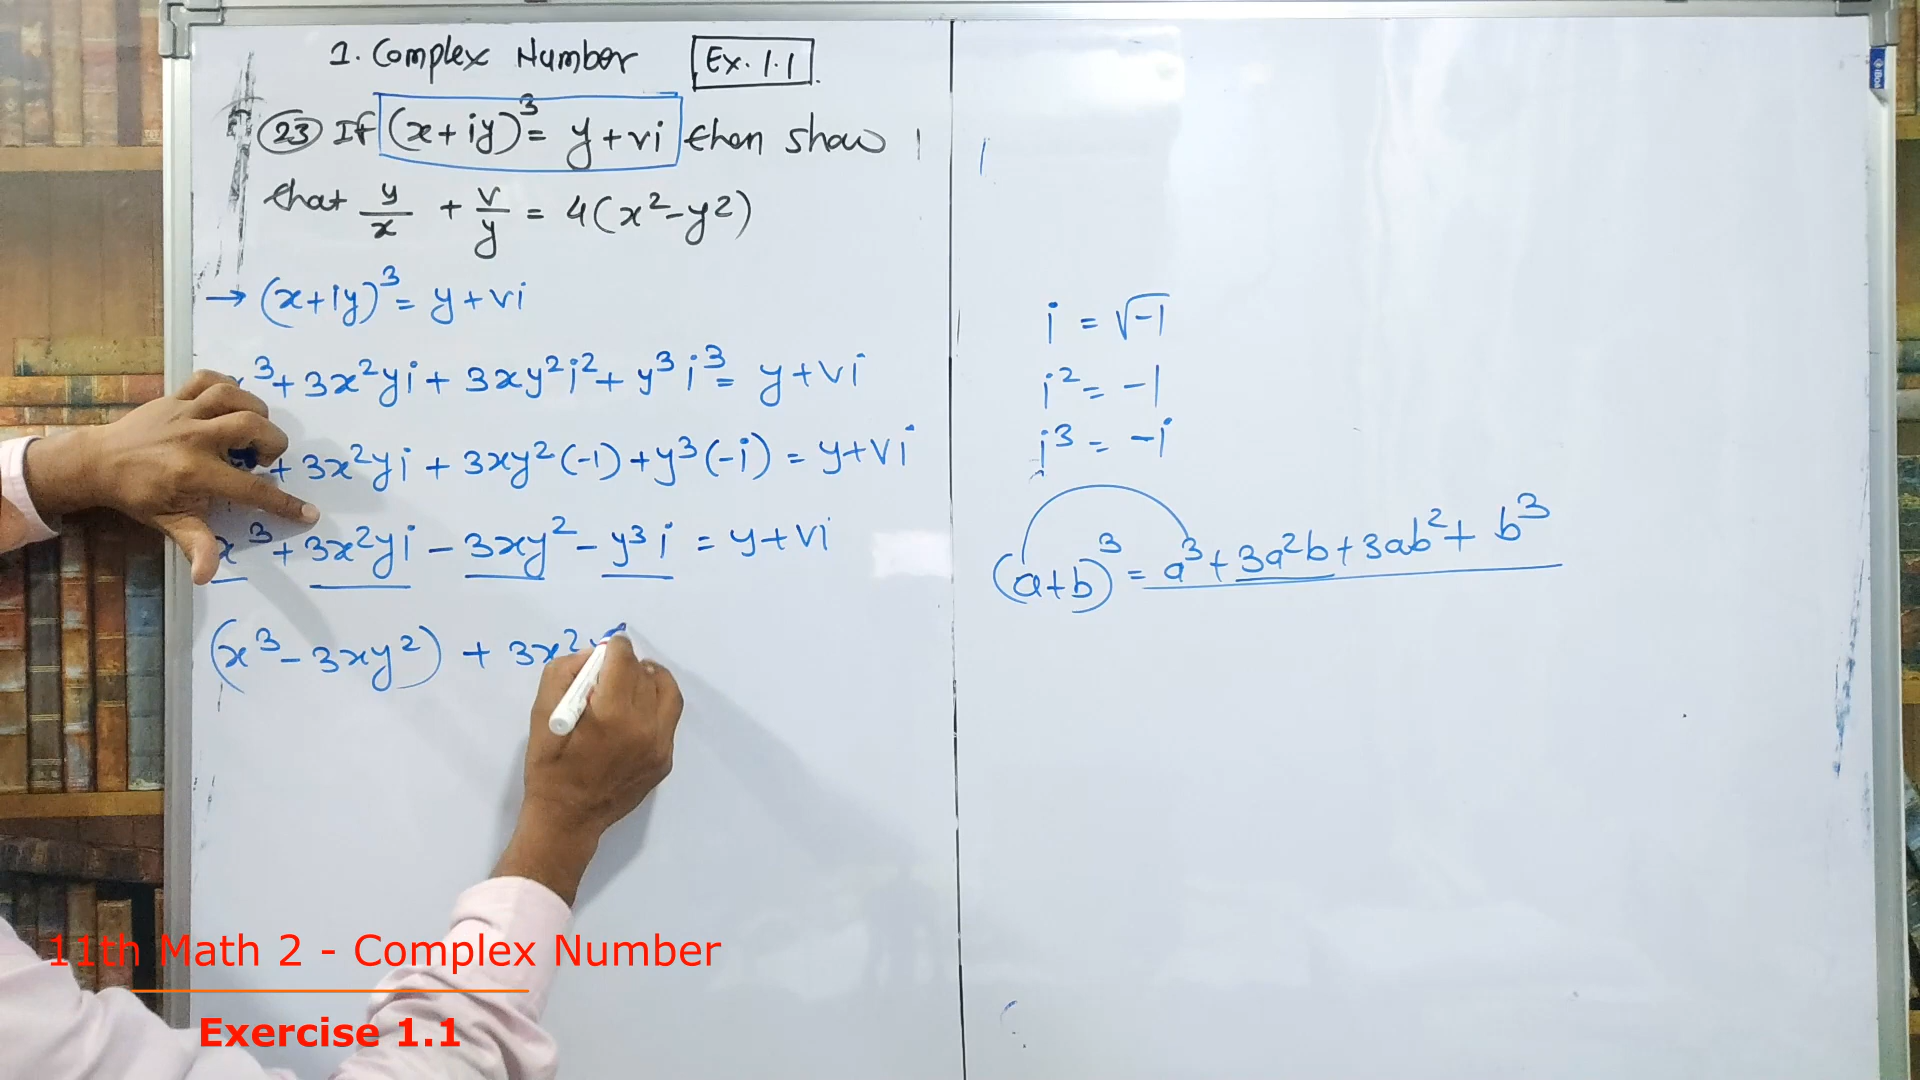 1. Complex Number Ex. 1.1
(23) If (x+iy)³ = y+vi then show
that y/x + v/y = 4(x²-y²)
→ (x+iy)³ = y+vi
³+3x²yi + 3xy²i²+ y³i³ = y+vi
+3x²yi + 3xy²(-1)+y³(-i) = y+vi
x³+3x²yi - 3xy² - y³i = y+vi
(x³-3xy²) + 3x²y
i = √-1
i² = -1
i³ = -i
(a+b)³ = a³+3a²b+3ab²+b³
11th Math 2 - Complex Number
Exercise 1.1